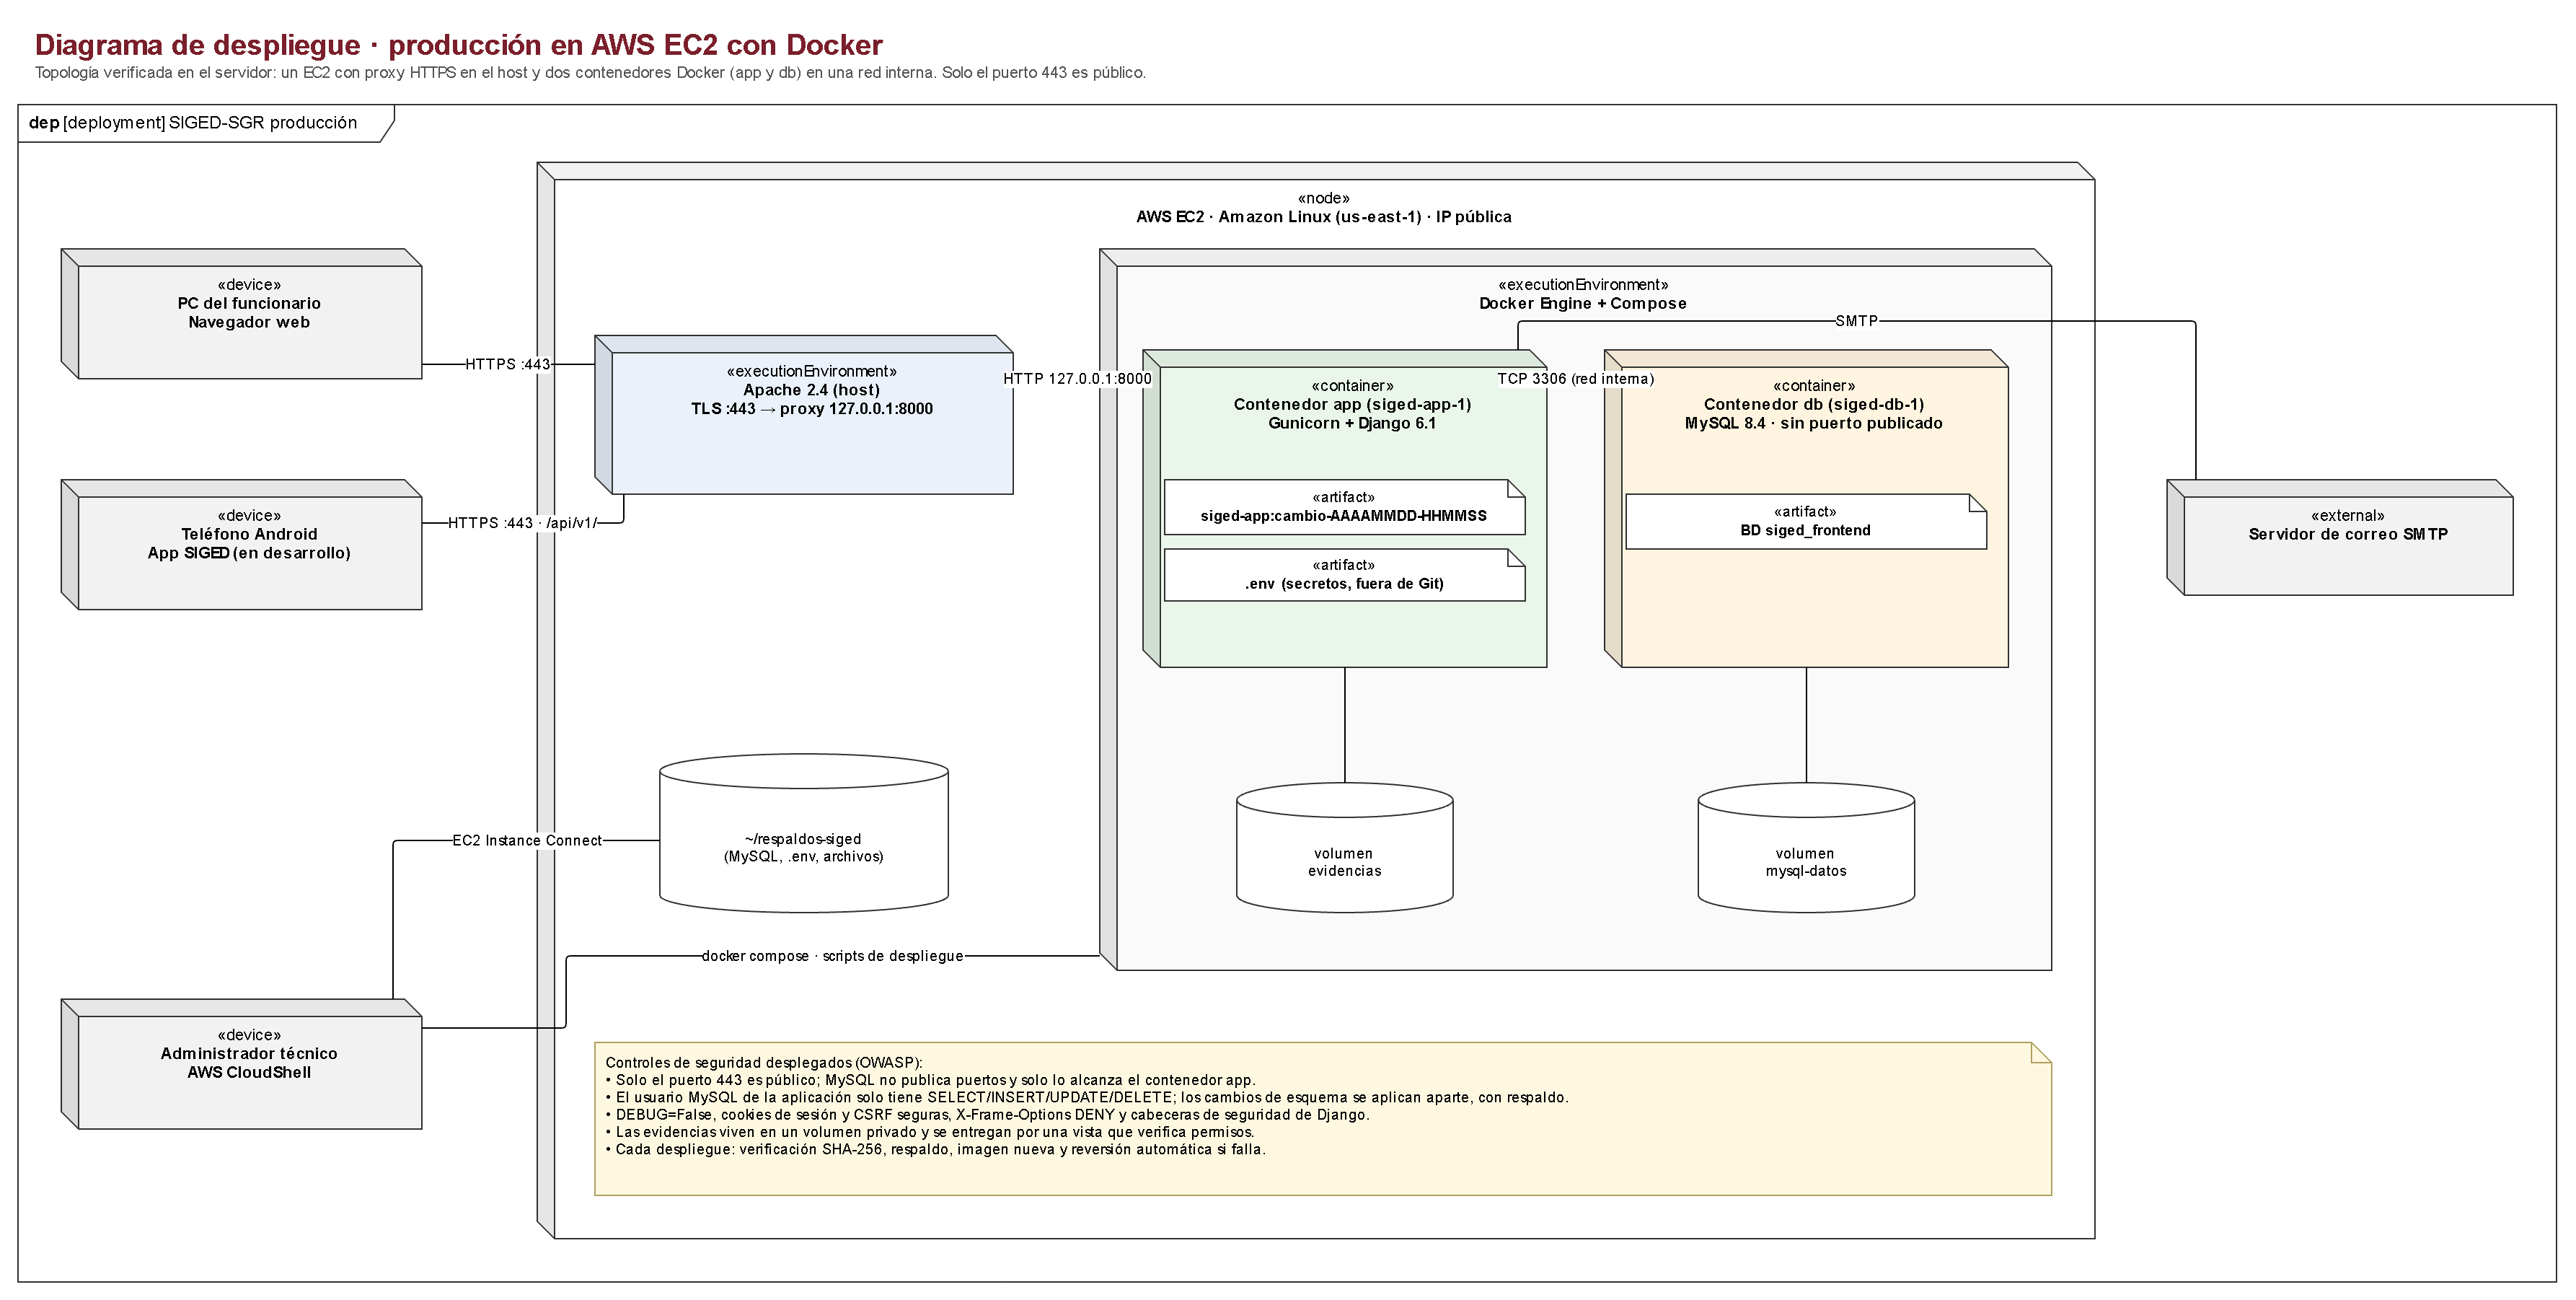 Diagrama de despliegue · producción en AWS EC2 con Docker
Topología verificada en el servidor: un EC2 con proxy HTTPS en el host y dos contenedores Docker (app y db) en una red interna. Solo el puerto 443 es público.
dep [deployment] SIGED-SGR producción
«node»
AWS EC2 · Amazon Linux (us-east-1) · IP pública
«device»
PC del funcionario
Navegador web
HTTPS :443
«executionEnvironment»
Apache 2.4 (host)
TLS :443 → proxy 127.0.0.1:8000
HTTP 127.0.0.1:8000
«executionEnvironment»
Docker Engine + Compose
SMTP
«container»
Contenedor app (siged-app-1)
Gunicorn + Django 6.1
TCP 3306 (red interna)
«container»
Contenedor db (siged-db-1)
MySQL 8.4 · sin puerto publicado
«artifact»
siged-app:cambio-AAAAMMDD-HHMMSS
«artifact»
.env (secretos, fuera de Git)
«artifact»
BD siged_frontend
«device»
Teléfono Android
App SIGED (en desarrollo)
HTTPS :443 · /api/v1/
«external»
Servidor de correo SMTP
EC2 Instance Connect
~/respaldos-siged
(MySQL, .env, archivos)
volumen
evidencias
volumen
mysql-datos
docker compose · scripts de despliegue
«device»
Administrador técnico
AWS CloudShell
Controles de seguridad desplegados (OWASP):
• Solo el puerto 443 es público; MySQL no publica puertos y solo lo alcanza el contenedor app.
• El usuario MySQL de la aplicación solo tiene SELECT/INSERT/UPDATE/DELETE; los cambios de esquema se aplican aparte, con respaldo.
• DEBUG=False, cookies de sesión y CSRF seguras, X-Frame-Options DENY y cabeceras de seguridad de Django.
• Las evidencias viven en un volumen privado y se entregan por una vista que verifica permisos.
• Cada despliegue: verificación SHA-256, respaldo, imagen nueva y reversión automática si falla.